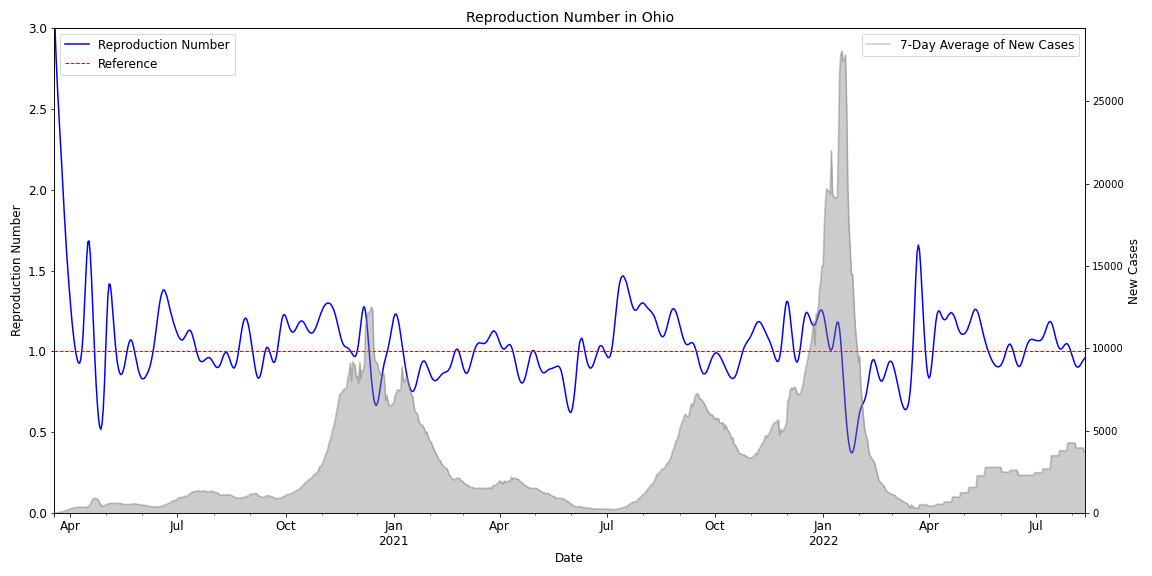 Reproduction Number in Ohio
Reproduction Number
Reference
7-Day Average of New Cases
3.0
2.5
2.0
1.5
1.0
0.5
0.0
Reproduction Number
25000
20000
15000
10000
5000
0
New Cases
Apr Jul Oct Jan Apr Jul Oct Jan Apr Jul
2021 2022
Date